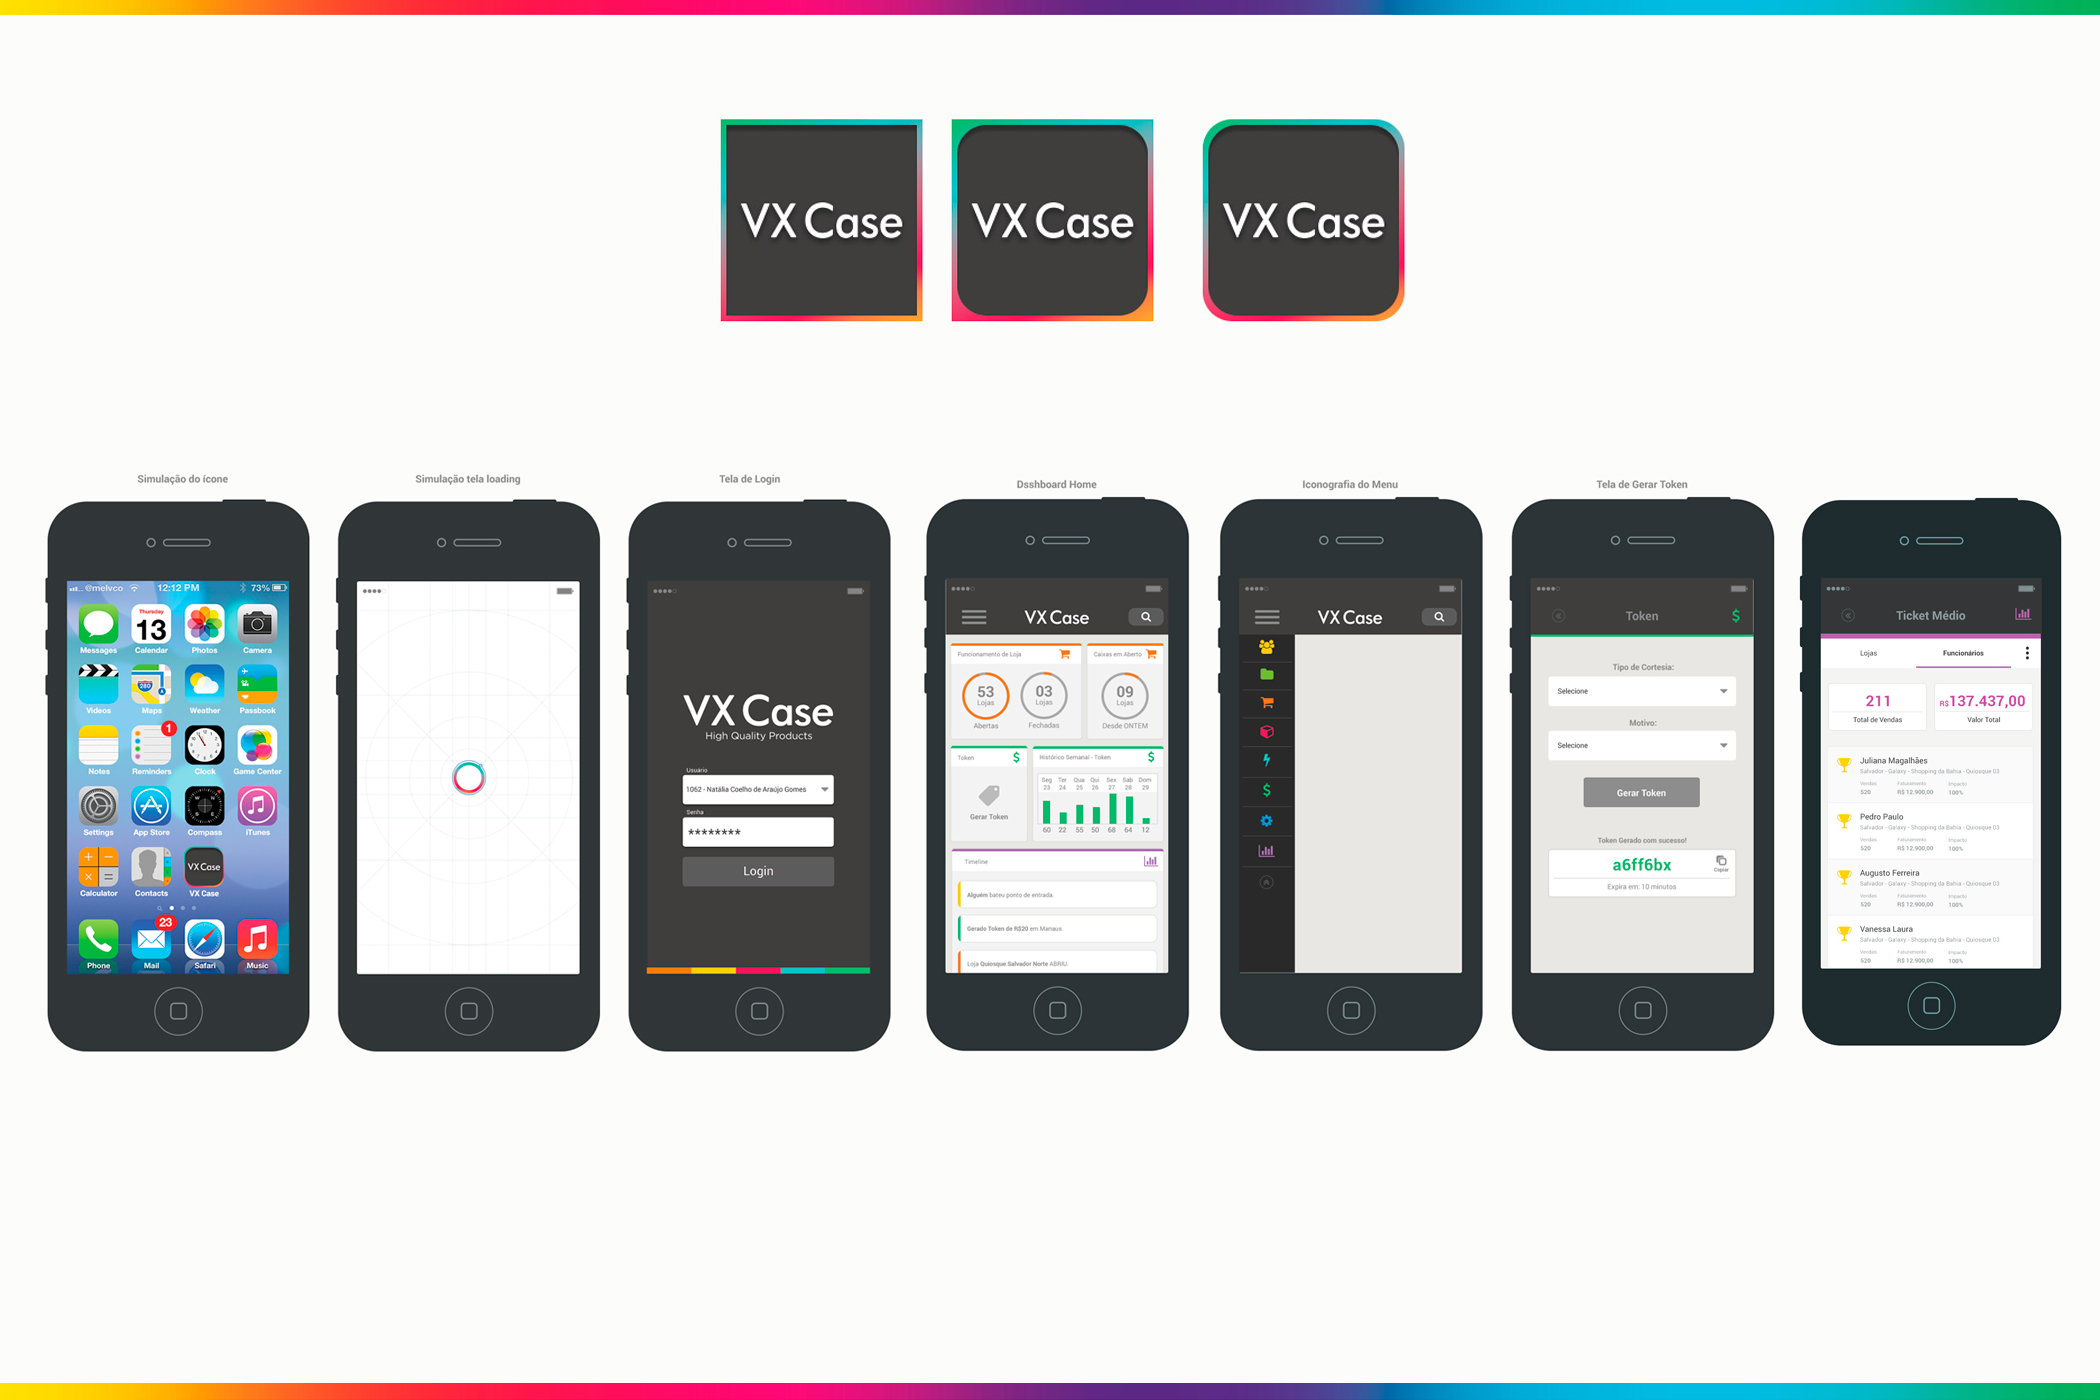 VX Case
VX Case
VX Case
Simulação do ícone
@melvco 12:12 PM 73%
Thursday
13
Messages Calendar Photos Camera
280
Videos Maps Weather Passbook
1
Notes Reminders Clock Game Center
Settings App Store Compass iTunes
VX Case
Calculator Contacts VX Case
23
Phone Mail Safari Music
Simulação tela loading
Tela de Login
VX Case
High Quality Products
Usuário
1062 - Natália Coelho de Araújo Gomes
Senha
********
Login
Dsshboard Home
VX Case
Funcionamento de Loja
53
Lojas
Abertas
03
Lojas
Fechadas
Caixas em Aberto
09
Lojas
Desde ONTEM
Token $
Gerar Token
Histórico Semanal - Token $
Seg Ter Qua Qui Sex Sab Dom
23 24 25 26 27 28 29
60 22 55 50 68 64 12
Timeline
Alguém bateu ponto de entrada.
Gerado Token de R$20 em Manaus.
Loja Quiosque Salvador Norte ABRIU.
Iconografia do Menu
VX Case
$
Tela de Gerar Token
Token $
Tipo de Cortesia:
Selecione
Motivo:
Selecione
Gerar Token
Token Gerado com sucesso!
a6ff6bx
Copiar
Expira em: 10 minutos
Ticket Médio
Lojas Funcionários
211
Total de Vendas
R$137.437,00
Valor Total
Juliana Magalhães
Salvador - Galaxy - Shopping da Bahia - Quiosque 03
Vendas Faturamento Impacto
520 R$ 12.900,00 100%
Pedro Paulo
Salvador - Galaxy - Shopping da Bahia - Quiosque 03
Vendas Faturamento Impacto
520 R$ 12.900,00 100%
Augusto Ferreira
Salvador - Galaxy - Shopping da Bahia - Quiosque 03
Vendas Faturamento Impacto
520 R$ 12.900,00 100%
Vanessa Laura
Salvador - Galaxy - Shopping da Bahia - Quiosque 03
Vendas Faturamento Impacto
520 R$ 12.900,00 100%